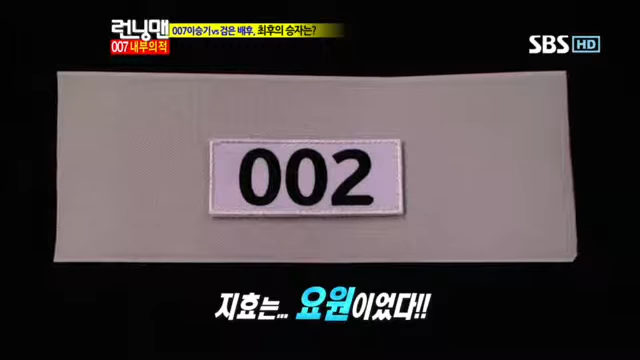 런닝맨
007 내부의 적
007이승기 vs 검은 배후, 최후의 승자는?
SBS HD
002
지효는... 요원이었다!!